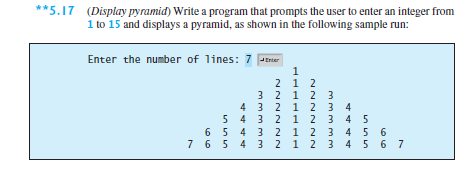 **5.17 (Display pyramid) Write a program that prompts the user to enter an integer from
1 to 15 and displays a pyramid, as shown in the following sample run:
Enter the number of lines: 7 ↵Enter
1
2 1 2
3 2 1 2 3
4 3 2 1 2 3 4
5 4 3 2 1 2 3 4 5
6 5 4 3 2 1 2 3 4 5 6
7 6 5 4 3 2 1 2 3 4 5 6 7